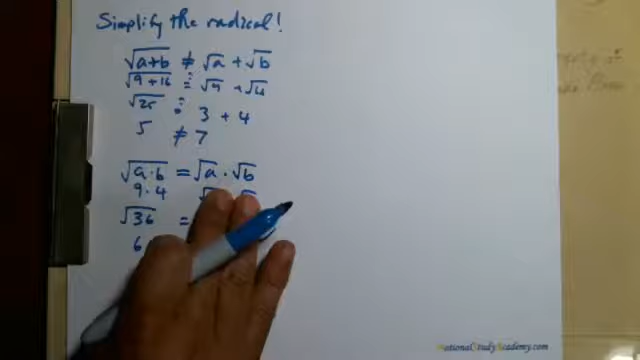 Simplify the radical!
√(a+b) ≠ √a + √b
√(9+16) = √9 + √16
√25 3 + 4
5 ≠ 7
√(a·b) = √a · √b
9·4
√36 =
6
NationalStudyAcademy.com